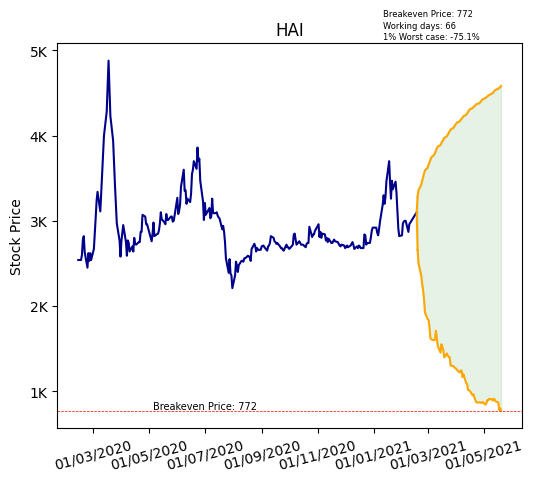 Breakeven Price: 772
Working days: 66
1% Worst case: -75.1%
HAI
Stock Price
5K
4K
3K
2K
1K
Breakeven Price: 772
01/03/2020
01/05/2020
01/07/2020
01/09/2020
01/11/2020
01/01/2021
01/03/2021
01/05/2021